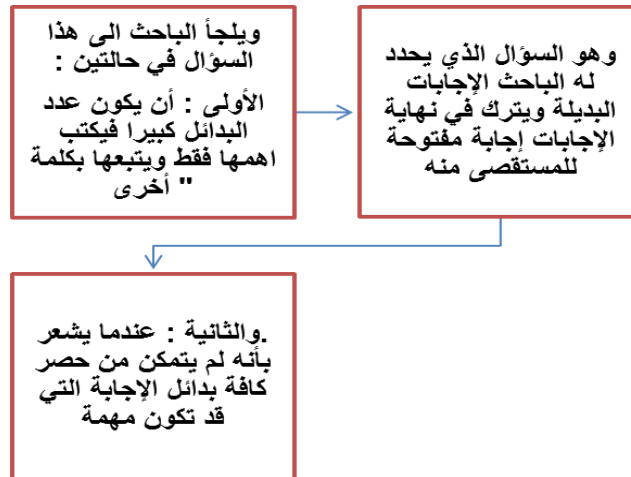 ويلجأ الباحث الى هذا
السؤال في حالتين :
الأولى : أن يكون عدد
البدائل كبيرا فيكتب
اهمها فقط ويتبعها بكلمة
" أخرى
وهو السؤال الذي يحدد
له الباحث الإجابات
البديلة ويترك في نهاية
الإجابات إجابة مفتوحة
للمستقصى منه
.والثانية : عندما يشعر
بأنه لم يتمكن من حصر
كافة بدائل الإجابة التي
قد تكون مهمة